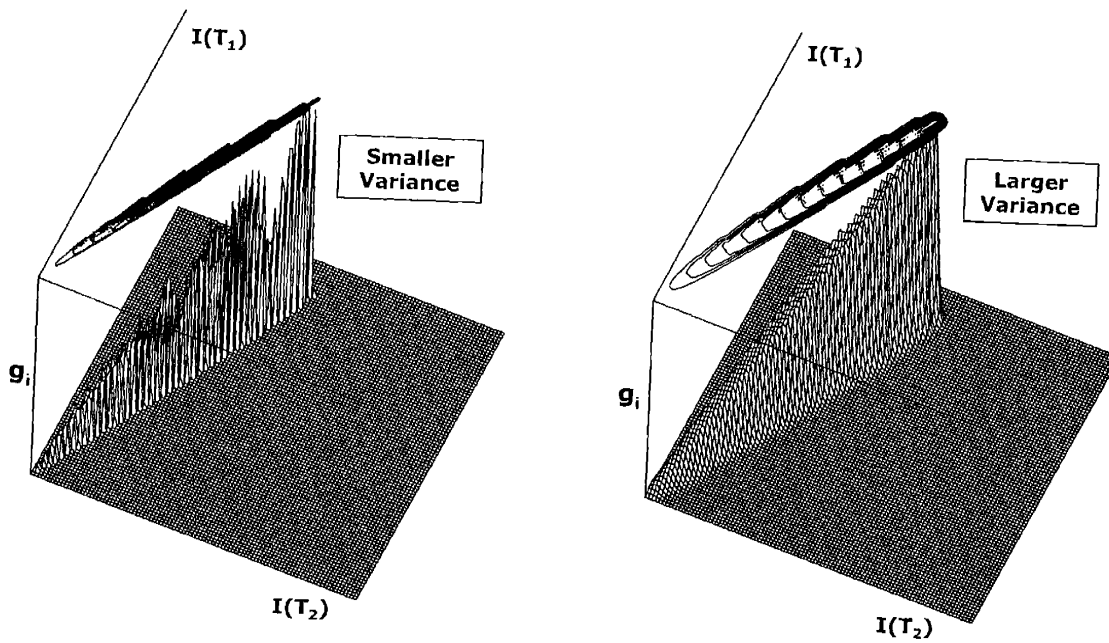 I(T₁)
Smaller
Variance
gᵢ
I(T₂)
I(T₁)
Larger
Variance
gᵢ
I(T₂)